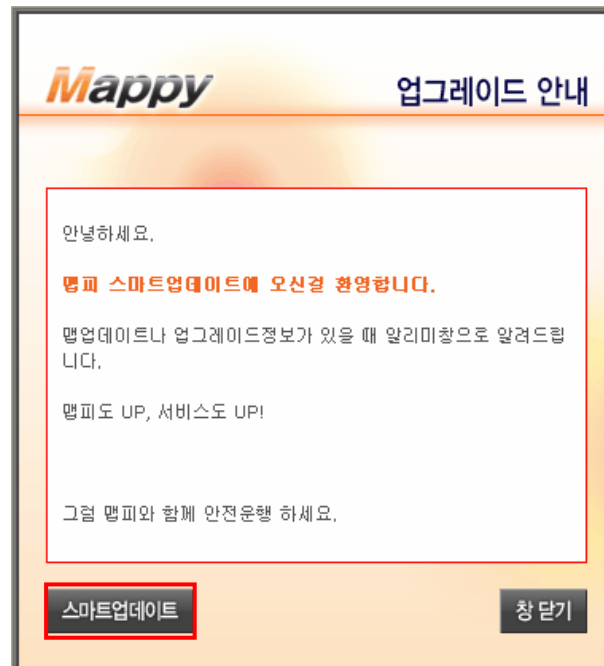 Mappy
업그레이드 안내
안녕하세요.
맵피 스마트업데이트에 오신걸 환영합니다.
맵업데이트나 업그레이드정보가 있을 때 알리미창으로 알려드립
니다.
맵피도 UP, 서비스도 UP!
그럼 맵피와 함께 안전운행 하세요.
스마트업데이트
창 닫기